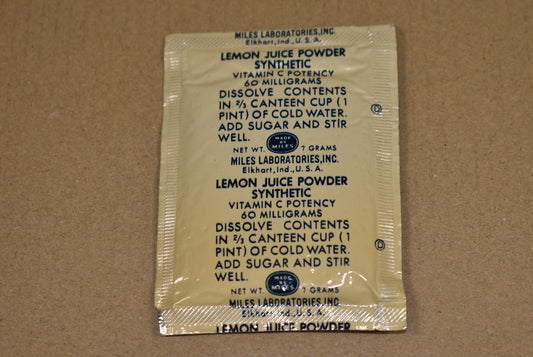 MILES LABORATORIES, INC.
Elkhart, Ind., U.S.A.
LEMON JUICE POWDER
SYNTHETIC
VITAMIN C POTENCY
60 MILLIGRAMS
DISSOLVE CONTENTS
IN 2/3 CANTEEN CUP (1
PINT) OF COLD WATER.
ADD SUGAR AND STIR
WELL.
MADE
BY
MILES
NET WT. 7 GRAMS
MILES LABORATORIES, INC.
Elkhart, Ind., U.S.A.
LEMON JUICE POWDER
SYNTHETIC
VITAMIN C POTENCY
60 MILLIGRAMS
DISSOLVE CONTENTS
IN 2/3 CANTEEN CUP (1
PINT) OF COLD WATER.
ADD SUGAR AND STIR
WELL.
MADE
BY
MILES
NET WT. 7 GRAMS
MILES LABORATORIES, INC.
Elkhart, Ind., U.S.A.
LEMON JUICE POWDER